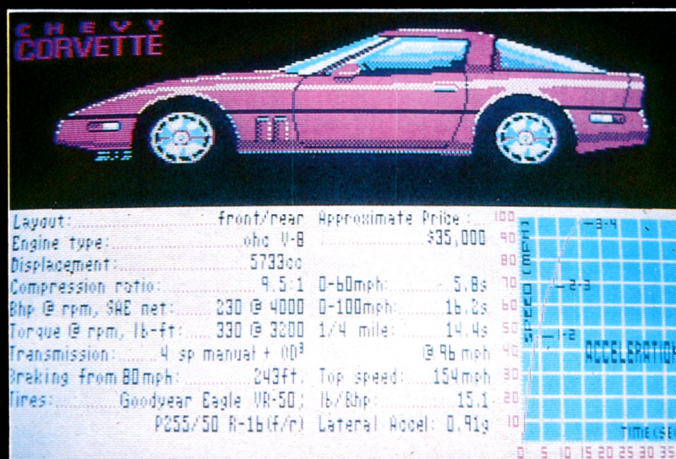 CHEVY
CORVETTE
Layout: front/rear
Engine type: ohc V-8
Displacement: 5733cc
Compression ratio: 9.5:1
Bhp @ rpm, SAE net: 230 @ 4000
Torque @ rpm, lb-ft: 330 @ 3200
Transmission: 4 sp manual + OD³
Braking from 80mph: 243ft.
Tires: Goodyear Eagle VR-50;
P255/50 R-16(f/r)
Approximate Price:
$35,000
0-60mph: 5.8s
0-100mph: 16.2s
1/4 mile: 14.4s
@ 96 mph
Top speed: 154mph
lb/Bhp: 15.1
Lateral Accel: 0.91g
100
90
80
70
60
50
40
30
20
10
SPEED (MPH)
3-4
2-3
1-2
ACCELERATION
TIME (SE
0 5 10 15 20 25 30 35